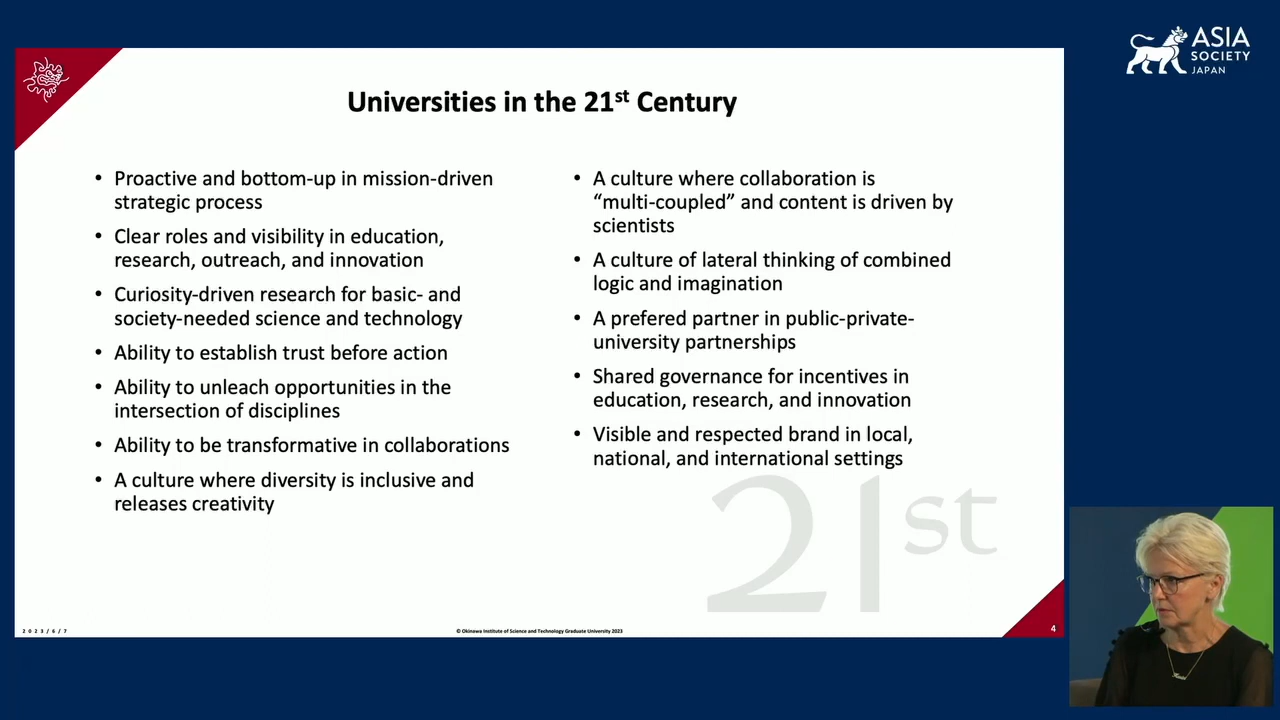 ASIA
SOCIETY
JAPAN
Universities in the 21st Century
• Proactive and bottom-up in mission-driven
strategic process
• Clear roles and visibility in education,
research, outreach, and innovation
• Curiosity-driven research for basic- and
society-needed science and technology
• Ability to establish trust before action
• Ability to unleach opportunities in the
intersection of disciplines
• Ability to be transformative in collaborations
• A culture where diversity is inclusive and
releases creativity
• A culture where collaboration is
“multi-coupled” and content is driven by
scientists
• A culture of lateral thinking of combined
logic and imagination
• A prefered partner in public-private-
university partnerships
• Shared governance for incentives in
education, research, and innovation
• Visible and respected brand in local,
national, and international settings
21st
2023/6/7
© Okinawa Institute of Science and Technology Graduate University 2023
4